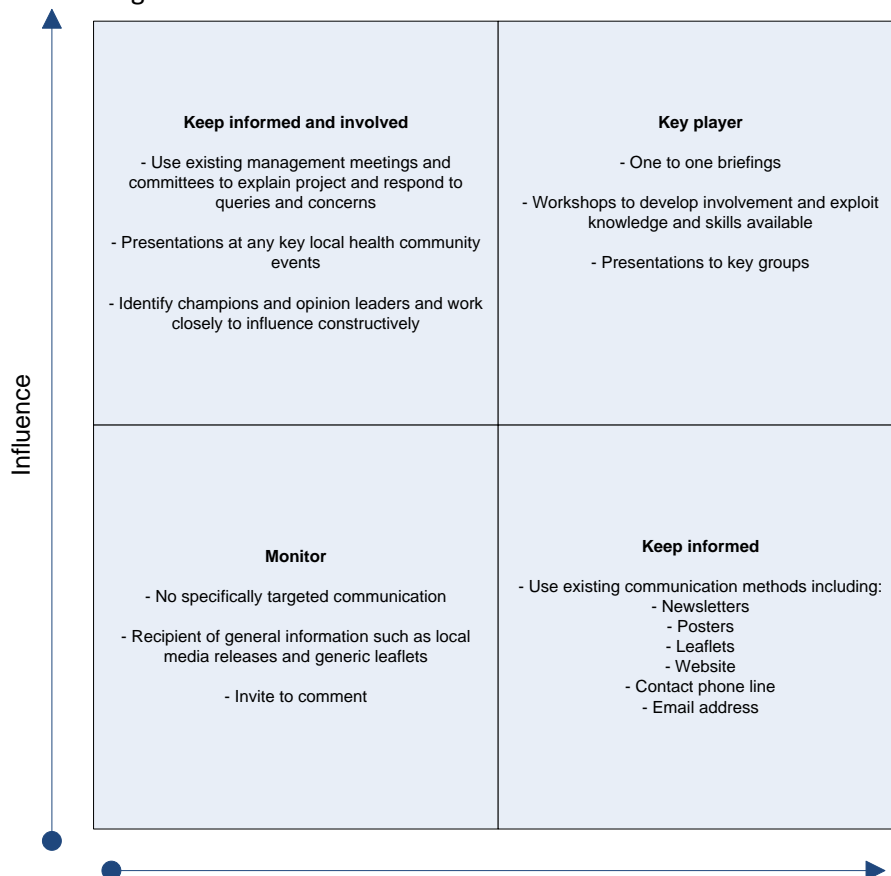 Keep informed and involved
- Use existing management meetings and
committees to explain project and respond to
queries and concerns
- Presentations at any key local health community
events
- Identify champions and opinion leaders and work
closely to influence constructively
Key player
- One to one briefings
- Workshops to develop involvement and exploit
knowledge and skills available
- Presentations to key groups
Influence
Monitor
- No specifically targeted communication
- Recipient of general information such as local
media releases and generic leaflets
- Invite to comment
Keep informed
- Use existing communication methods including:
- Newsletters
- Posters
- Leaflets
- Website
- Contact phone line
- Email address